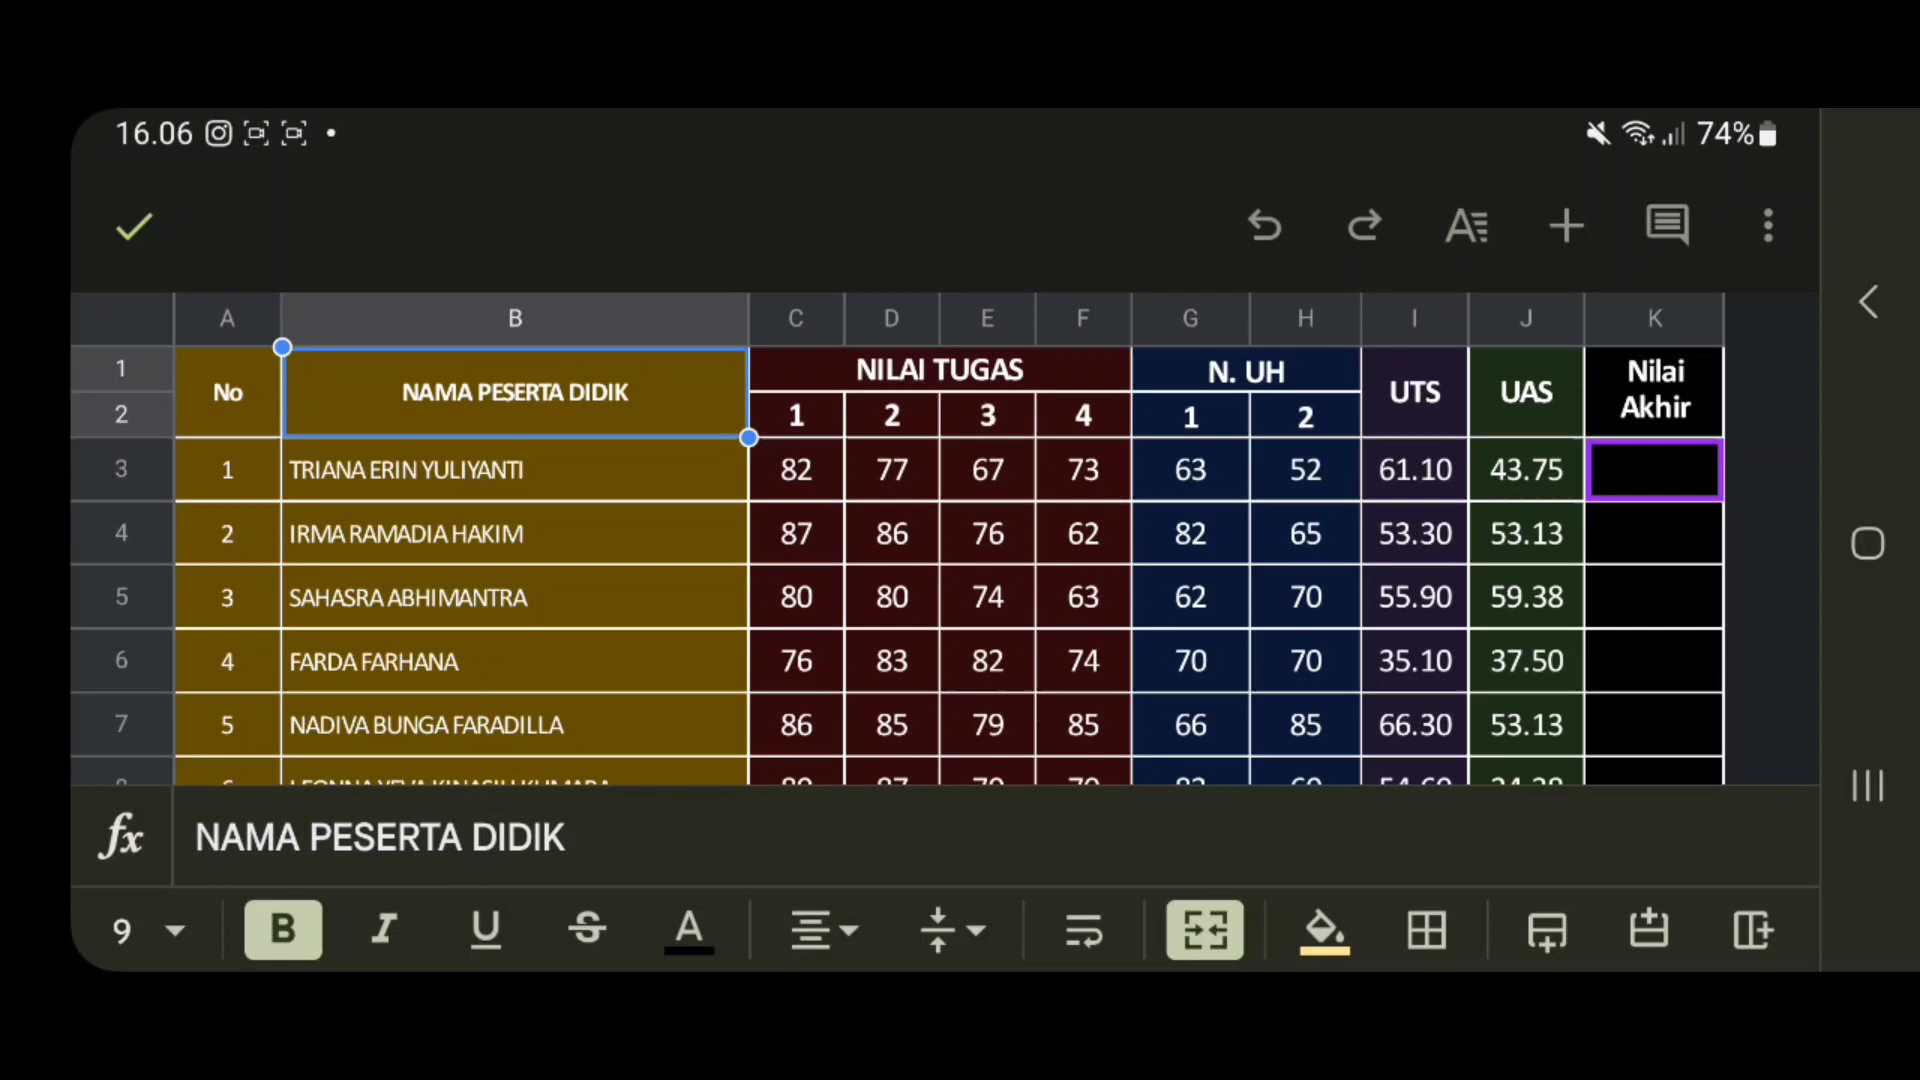 16.06 74%
A B C D E F G H I J K
1 No NAMA PESERTA DIDIK NILAI TUGAS N. UH UTS UAS Nilai Akhir
2 1 2 3 4 1 2
3 1 TRIANA ERIN YULIYANTI 82 77 67 73 63 52 61.10 43.75
4 2 IRMA RAMADIA HAKIM 87 86 76 62 82 65 53.30 53.13
5 3 SAHASRA ABHIMANTRA 80 80 74 63 62 70 55.90 59.38
6 4 FARDA FARHANA 76 83 82 74 70 70 35.10 37.50
7 5 NADIVA BUNGA FARADILLA 86 85 79 85 66 85 66.30 53.13
fx NAMA PESERTA DIDIK
9 B I U S A